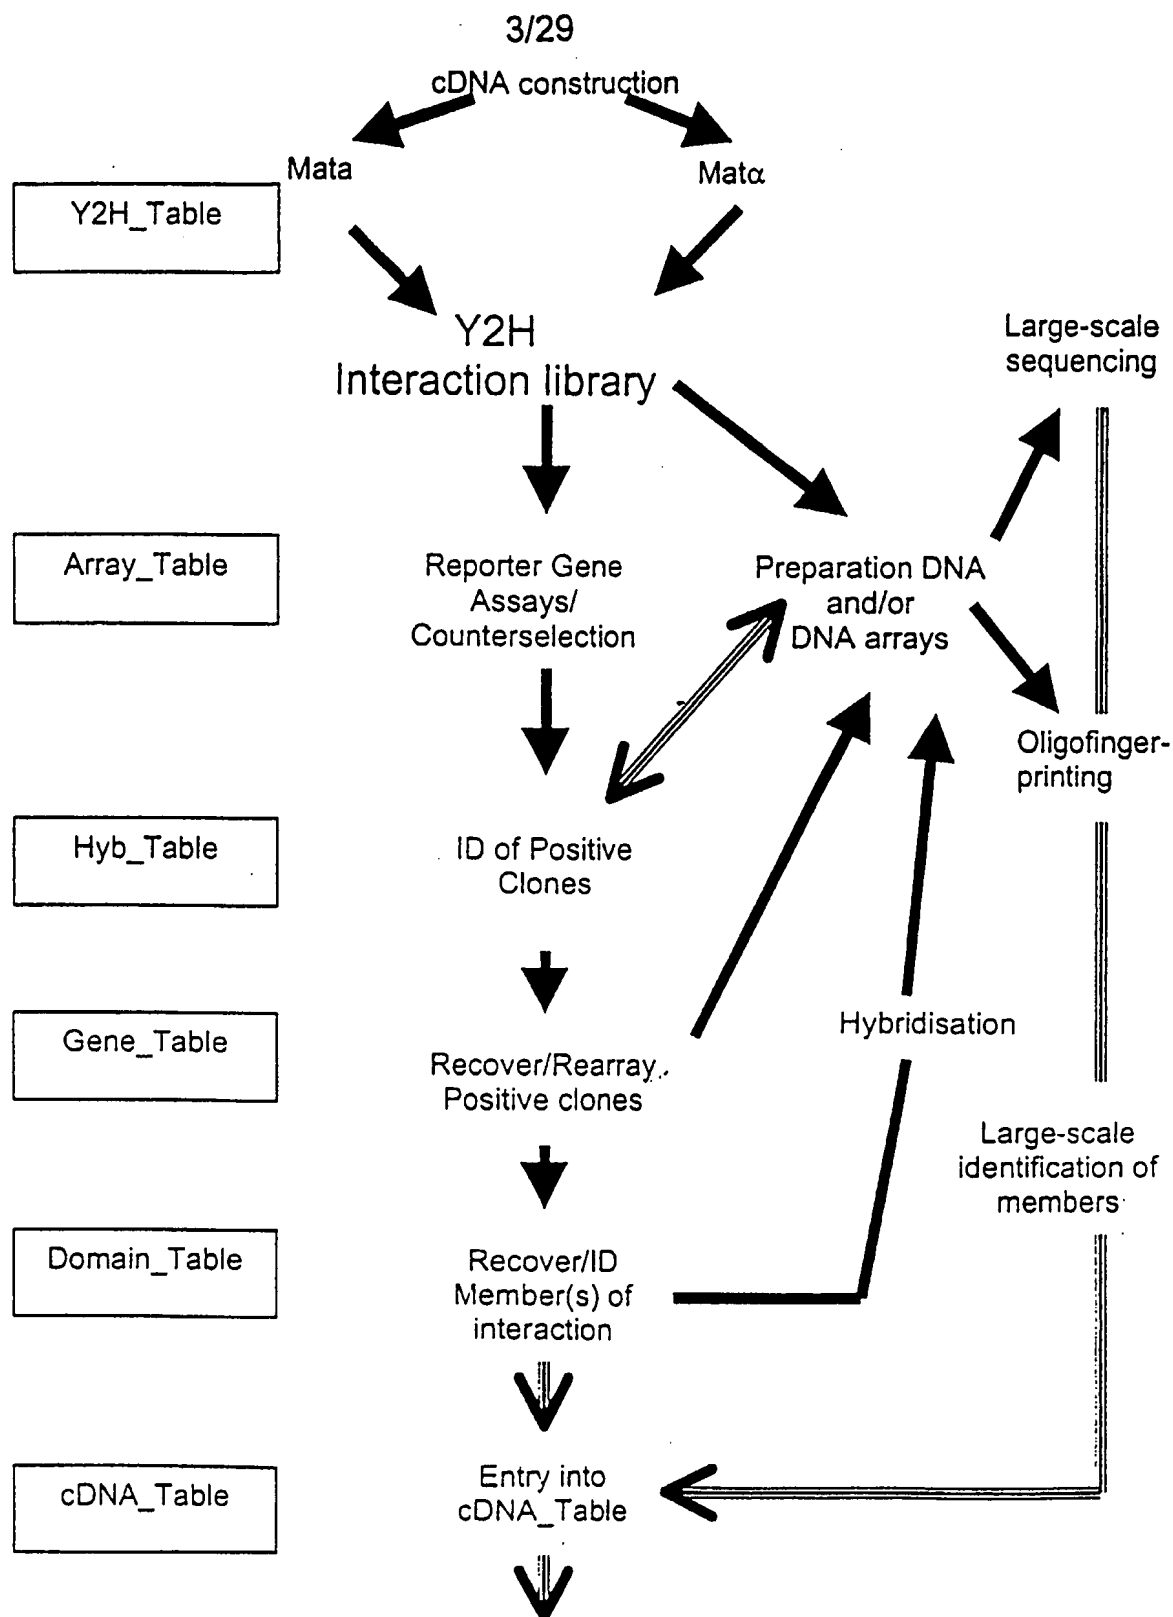 3/29
cDNA construction
Mata
Matα
Y2H_Table
Y2H
Interaction library
Large-scale
sequencing
Array_Table
Reporter Gene
Assays/
Counterselection
Preparation DNA
and/or
DNA arrays
Oligofinger-
printing
Hyb_Table
ID of Positive
Clones
Gene_Table
Recover/Rearray
Positive clones
Hybridisation
Large-scale
identification of
members
Domain_Table
Recover/ID
Member(s) of
interaction
cDNA_Table
Entry into
cDNA_Table